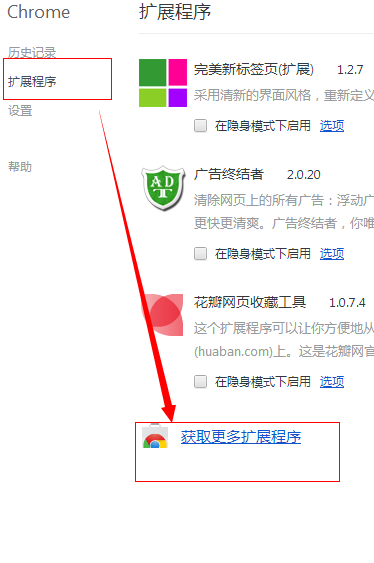 Chrome
历史记录
扩展程序
设置
帮助
扩展程序
完美新标签页(扩展) 1.2.7
采用清新的界面风格，重新定义
在隐身模式下启用 选项
AD
T
广告终结者 2.0.20
清除网页上的所有广告：浮动广
更快更清爽。广告终结者，你唯
在隐身模式下启用 选项
花瓣网页收藏工具 1.0.7.4
这个扩展程序可以让你方便地从
(huaban.com)上。这是花瓣网官
在隐身模式下启用 选项
获取更多扩展程序